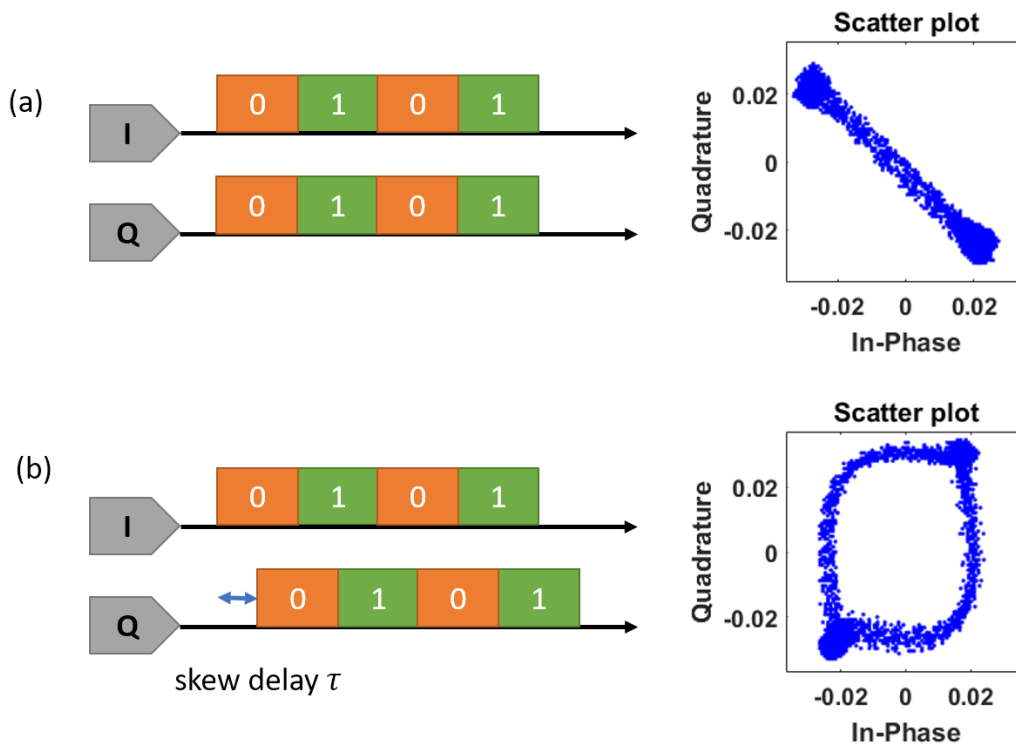 (a)
I
0 1 0 1
Q
0 1 0 1
Scatter plot
Quadrature
0.02
0
-0.02
-0.02 0 0.02
In-Phase
(b)
I
0 1 0 1
Q
0 1 0 1
skew delay τ
Scatter plot
Quadrature
0.02
0
-0.02
-0.02 0 0.02
In-Phase